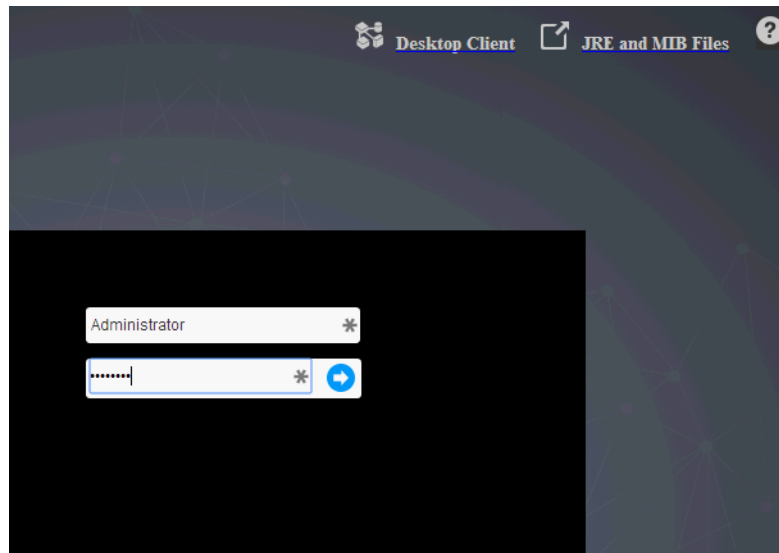 Desktop Client JRE and MIB Files ?
Administrator *
•••••••• *